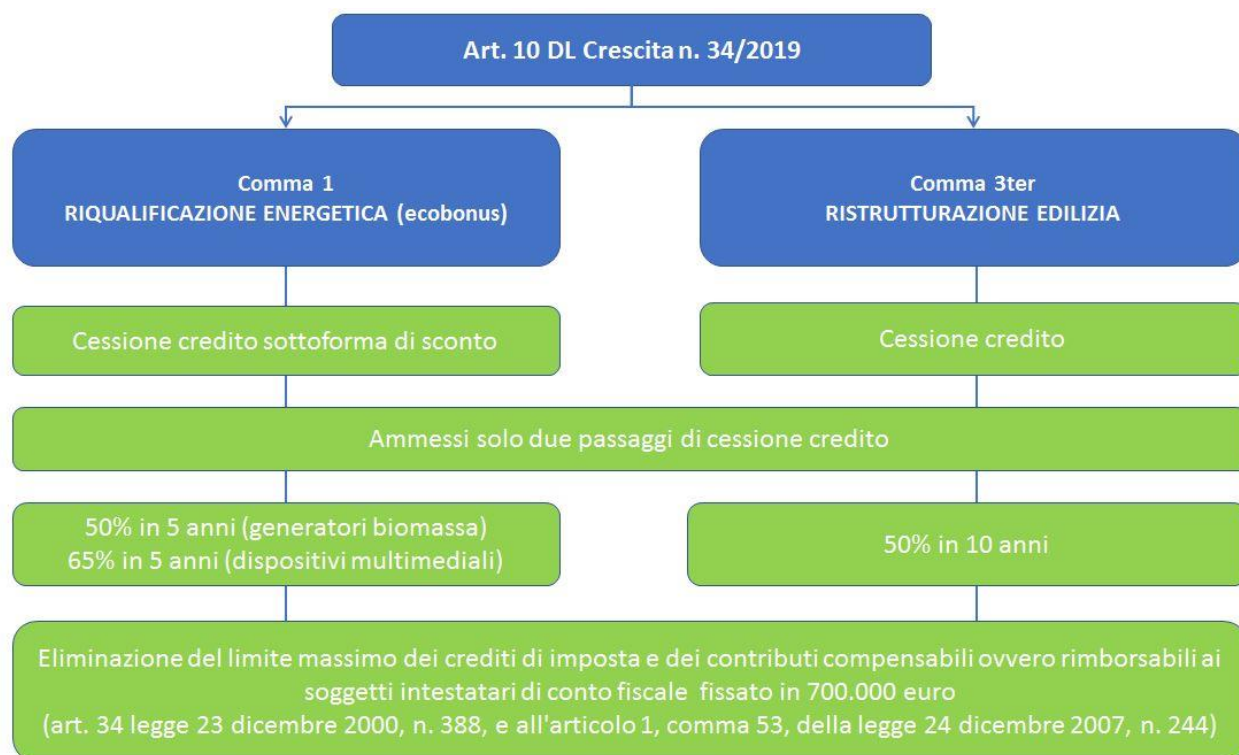 Art. 10 DL Crescita n. 34/2019
Comma 1
RIQUALIFICAZIONE ENERGETICA (ecobonus)
Comma 3ter
RISTRUTTURAZIONE EDILIZIA
Cessione credito sottoforma di sconto
Cessione credito
Ammessi solo due passaggi di cessione credito
50% in 5 anni (generatori biomassa)
65% in 5 anni (dispositivi multimediali)
50% in 10 anni
Eliminazione del limite massimo dei crediti di imposta e dei contributi compensabili ovvero rimborsabili ai
soggetti intestatari di conto fiscale fissato in 700.000 euro
(art. 34 legge 23 dicembre 2000, n. 388, e all'articolo 1, comma 53, della legge 24 dicembre 2007, n. 244)